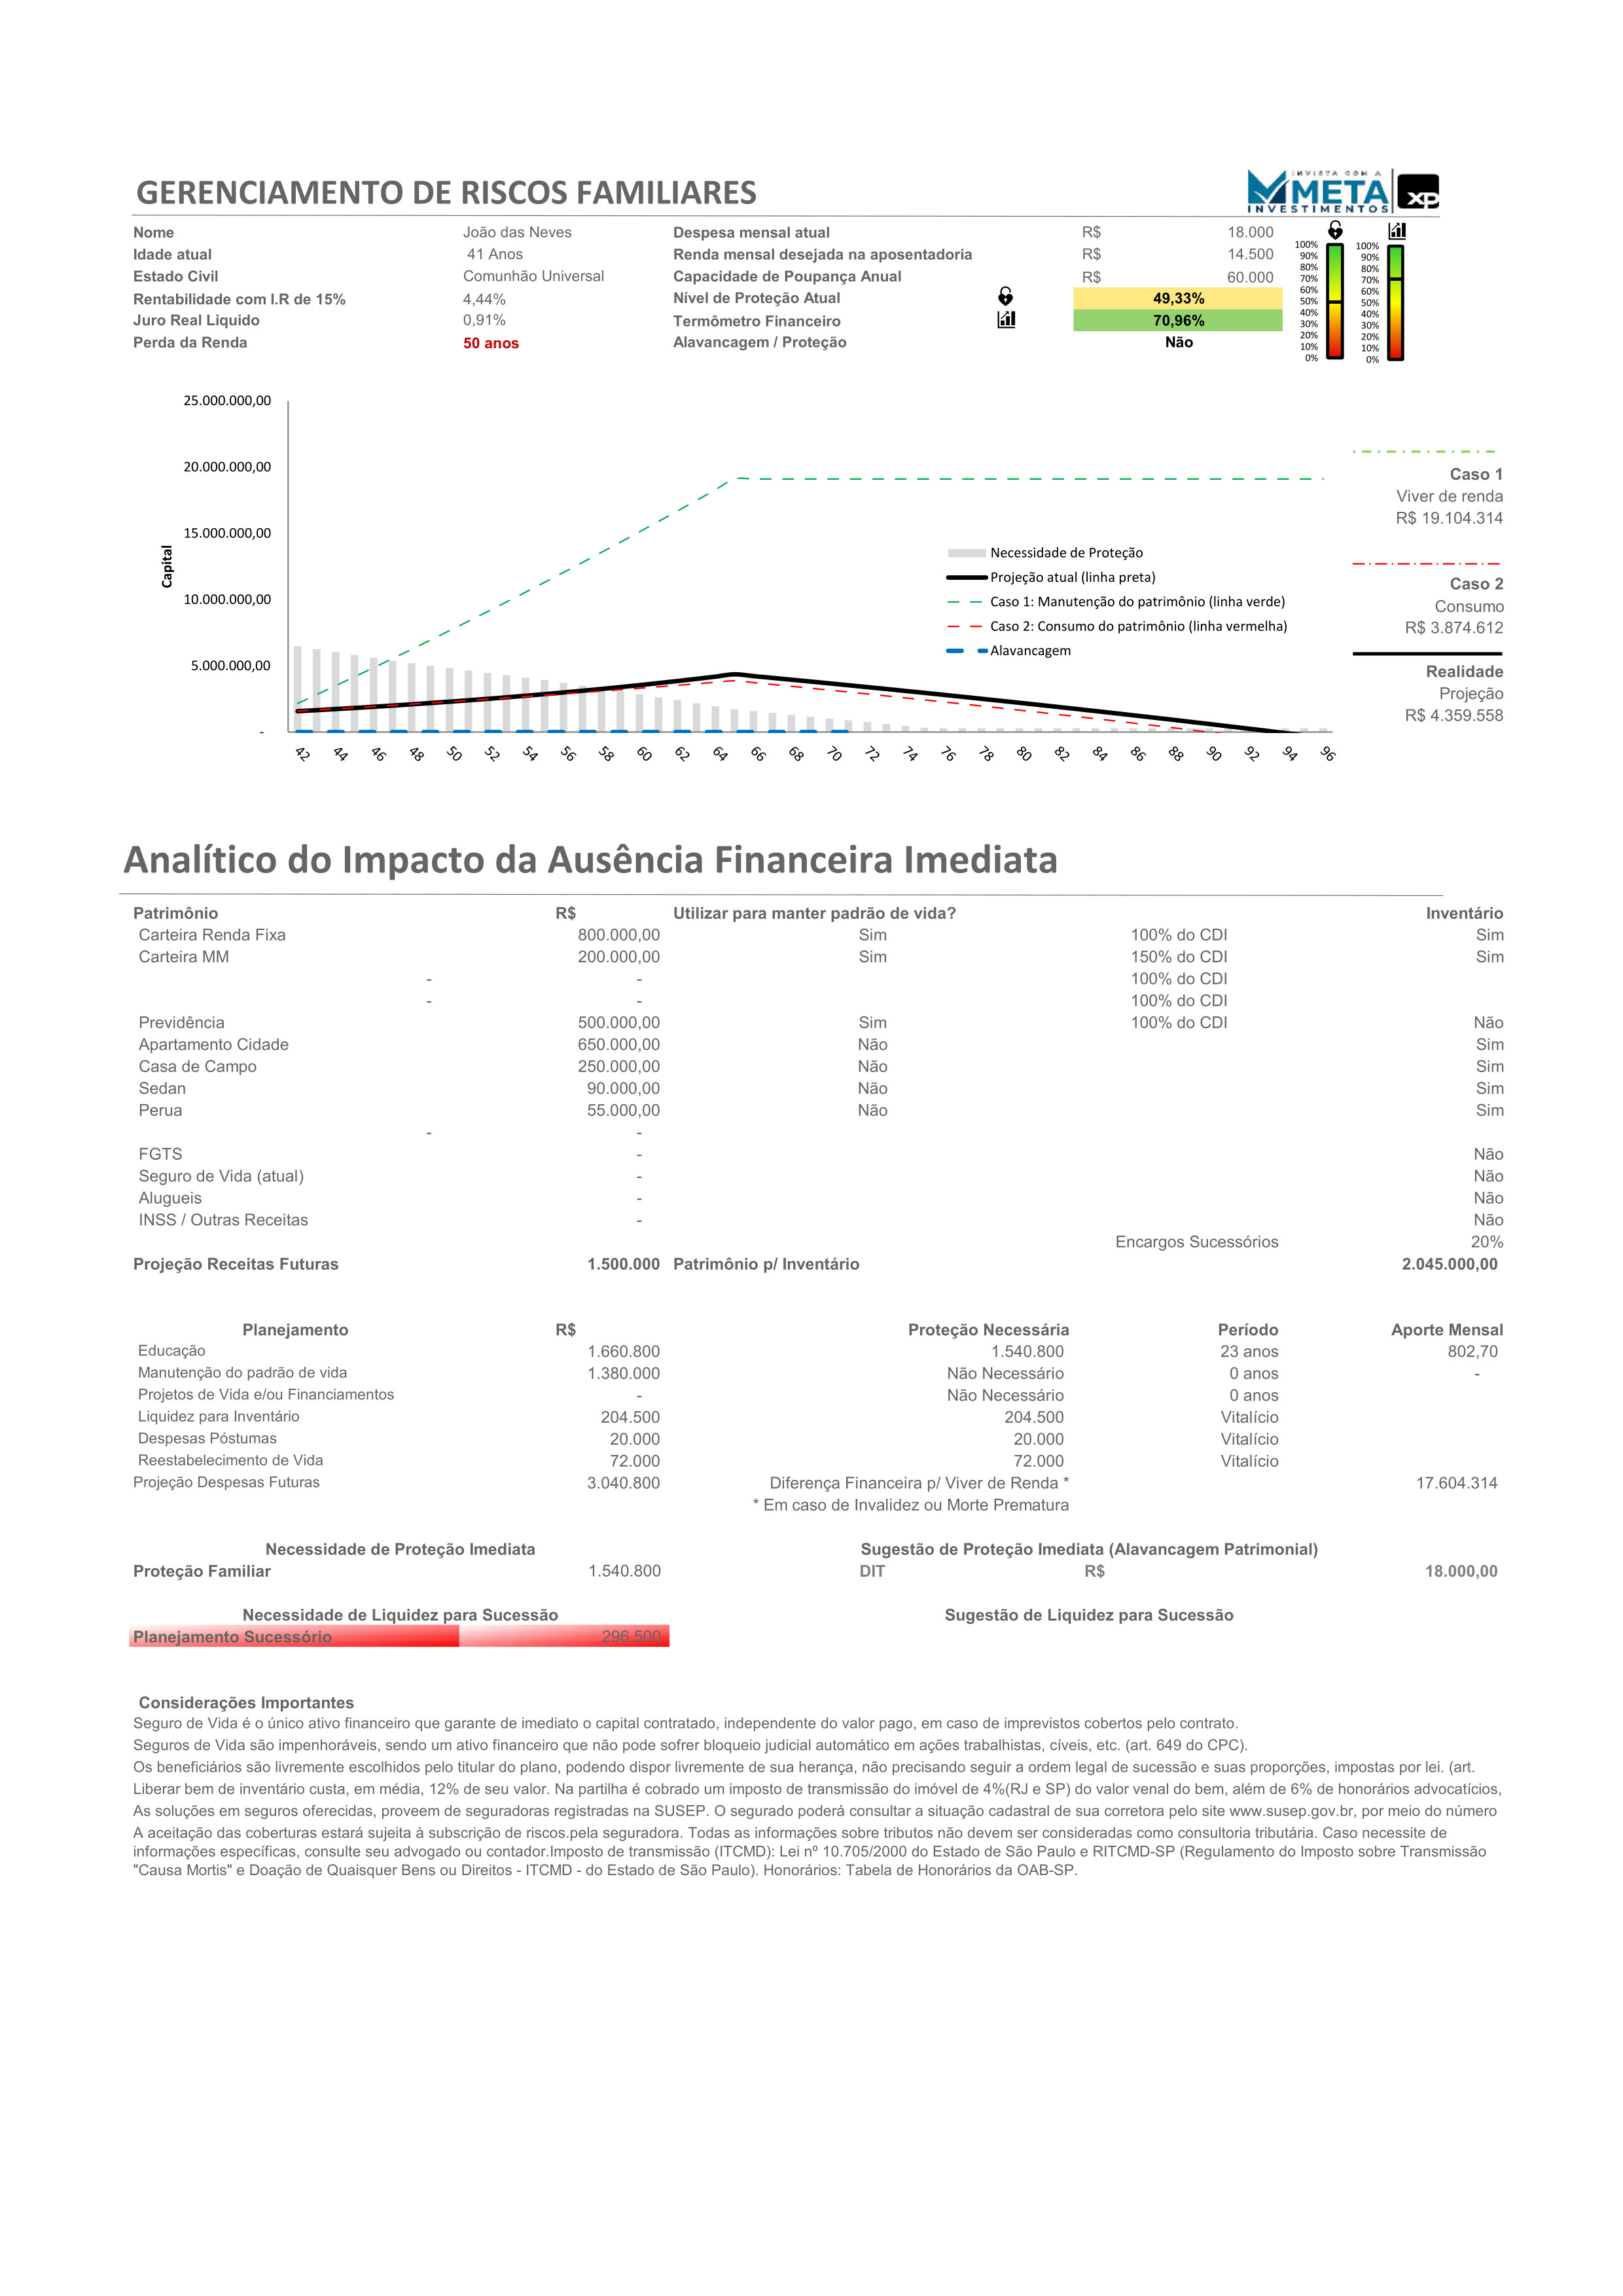 GERENCIAMENTO DE RISCOS FAMILIARES
INVISTA COM A
META
INVESTIMENTOS
xp
Nome João das Neves Despesa mensal atual R$ 18.000
Idade atual 41 Anos Renda mensal desejada na aposentadoria R$ 14.500
Estado Civil Comunhão Universal Capacidade de Poupança Anual R$ 60.000
Rentabilidade com I.R de 15% 4,44% Nível de Proteção Atual 49,33%
Juro Real Liquido 0,91% Termômetro Financeiro 70,96%
Perda da Renda 50 anos Alavancagem / Proteção Não
100% 100%
90% 90%
80% 80%
70% 70%
60% 60%
50% 50%
40% 40%
30% 30%
20% 20%
10% 10%
0% 0%
Capital
25.000.000,00
20.000.000,00
15.000.000,00
10.000.000,00
5.000.000,00
-
42 44 46 48 50 52 54 56 58 60 62 64 66 68 70 72 74 76 78 80 82 84 86 88 90 92 94 96
Necessidade de Proteção
Projeção atual (linha preta)
Caso 1: Manutenção do patrimônio (linha verde)
Caso 2: Consumo do patrimônio (linha vermelha)
Alavancagem
Caso 1
Viver de renda
R$ 19.104.314
Caso 2
Consumo
R$ 3.874.612
Realidade
Projeção
R$ 4.359.558
Analítico do Impacto da Ausência Financeira Imediata
Patrimônio R$ Utilizar para manter padrão de vida? Inventário
Carteira Renda Fixa 800.000,00 Sim 100% do CDI Sim
Carteira MM 200.000,00 Sim 150% do CDI Sim
- - 100% do CDI
- - 100% do CDI
Previdência 500.000,00 Sim 100% do CDI Não
Apartamento Cidade 650.000,00 Não Sim
Casa de Campo 250.000,00 Não Sim
Sedan 90.000,00 Não Sim
Perua 55.000,00 Não Sim
- -
FGTS - Não
Seguro de Vida (atual) - Não
Alugueis - Não
INSS / Outras Receitas - Não
Encargos Sucessórios 20%
Projeção Receitas Futuras 1.500.000 Patrimônio p/ Inventário 2.045.000,00
Planejamento R$ Proteção Necessária Período Aporte Mensal
Educação 1.660.800 1.540.800 23 anos 802,70
Manutenção do padrão de vida 1.380.000 Não Necessário 0 anos -
Projetos de Vida e/ou Financiamentos - Não Necessário 0 anos
Liquidez para Inventário 204.500 204.500 Vitalício
Despesas Póstumas 20.000 20.000 Vitalício
Reestabelecimento de Vida 72.000 72.000 Vitalício
Projeção Despesas Futuras 3.040.800 Diferença Financeira p/ Viver de Renda * 17.604.314
* Em caso de Invalidez ou Morte Prematura
Necessidade de Proteção Imediata Sugestão de Proteção Imediata (Alavancagem Patrimonial)
Proteção Familiar 1.540.800 DIT R$ 18.000,00
Necessidade de Liquidez para Sucessão Sugestão de Liquidez para Sucessão
Planejamento Sucessório 296.500
Considerações Importantes
Seguro de Vida é o único ativo financeiro que garante de imediato o capital contratado, independente do valor pago, em caso de imprevistos cobertos pelo contrato.
Seguros de Vida são impenhoráveis, sendo um ativo financeiro que não pode sofrer bloqueio judicial automático em ações trabalhistas, cíveis, etc. (art. 649 do CPC).
Os beneficiários são livremente escolhidos pelo titular do plano, podendo dispor livremente de sua herança, não precisando seguir a ordem legal de sucessão e suas proporções, impostas por lei. (art.
Liberar bem de inventário custa, em média, 12% de seu valor. Na partilha é cobrado um imposto de transmissão do imóvel de 4%(RJ e SP) do valor venal do bem, além de 6% de honorários advocatícios,
As soluções em seguros oferecidas, proveem de seguradoras registradas na SUSEP. O segurado poderá consultar a situação cadastral de sua corretora pelo site www.susep.gov.br, por meio do número
A aceitação das coberturas estará sujeita à subscrição de riscos.pela seguradora. Todas as informações sobre tributos não devem ser consideradas como consultoria tributária. Caso necessite de
informações específicas, consulte seu advogado ou contador.Imposto de transmissão (ITCMD): Lei nº 10.705/2000 do Estado de São Paulo e RITCMD-SP (Regulamento do Imposto sobre Transmissão
"Causa Mortis" e Doação de Quaisquer Bens ou Direitos - ITCMD - do Estado de São Paulo). Honorários: Tabela de Honorários da OAB-SP.